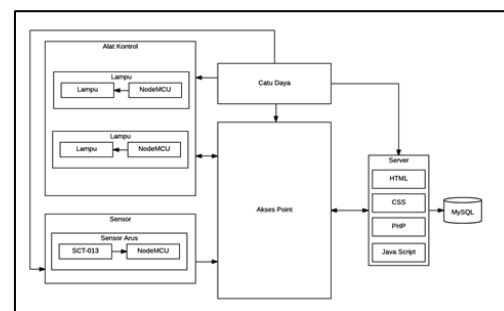 Alat Kontrol
Lampu
Lampu
NodeMCU
Lampu
Lampu
NodeMCU
Sensor
Sensor Arus
SCT-013
NodeMCU
Catu Daya
Akses Point
Server
HTML
CSS
PHP
Java Script
MySQL